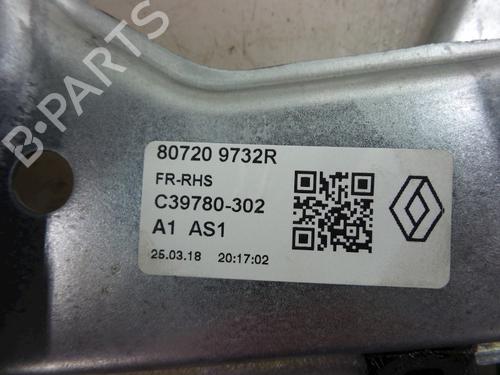 B-PARTS
80720 9732R
FR-RHS
C39780-302
A1 AS1
25.03.18 20:17:02